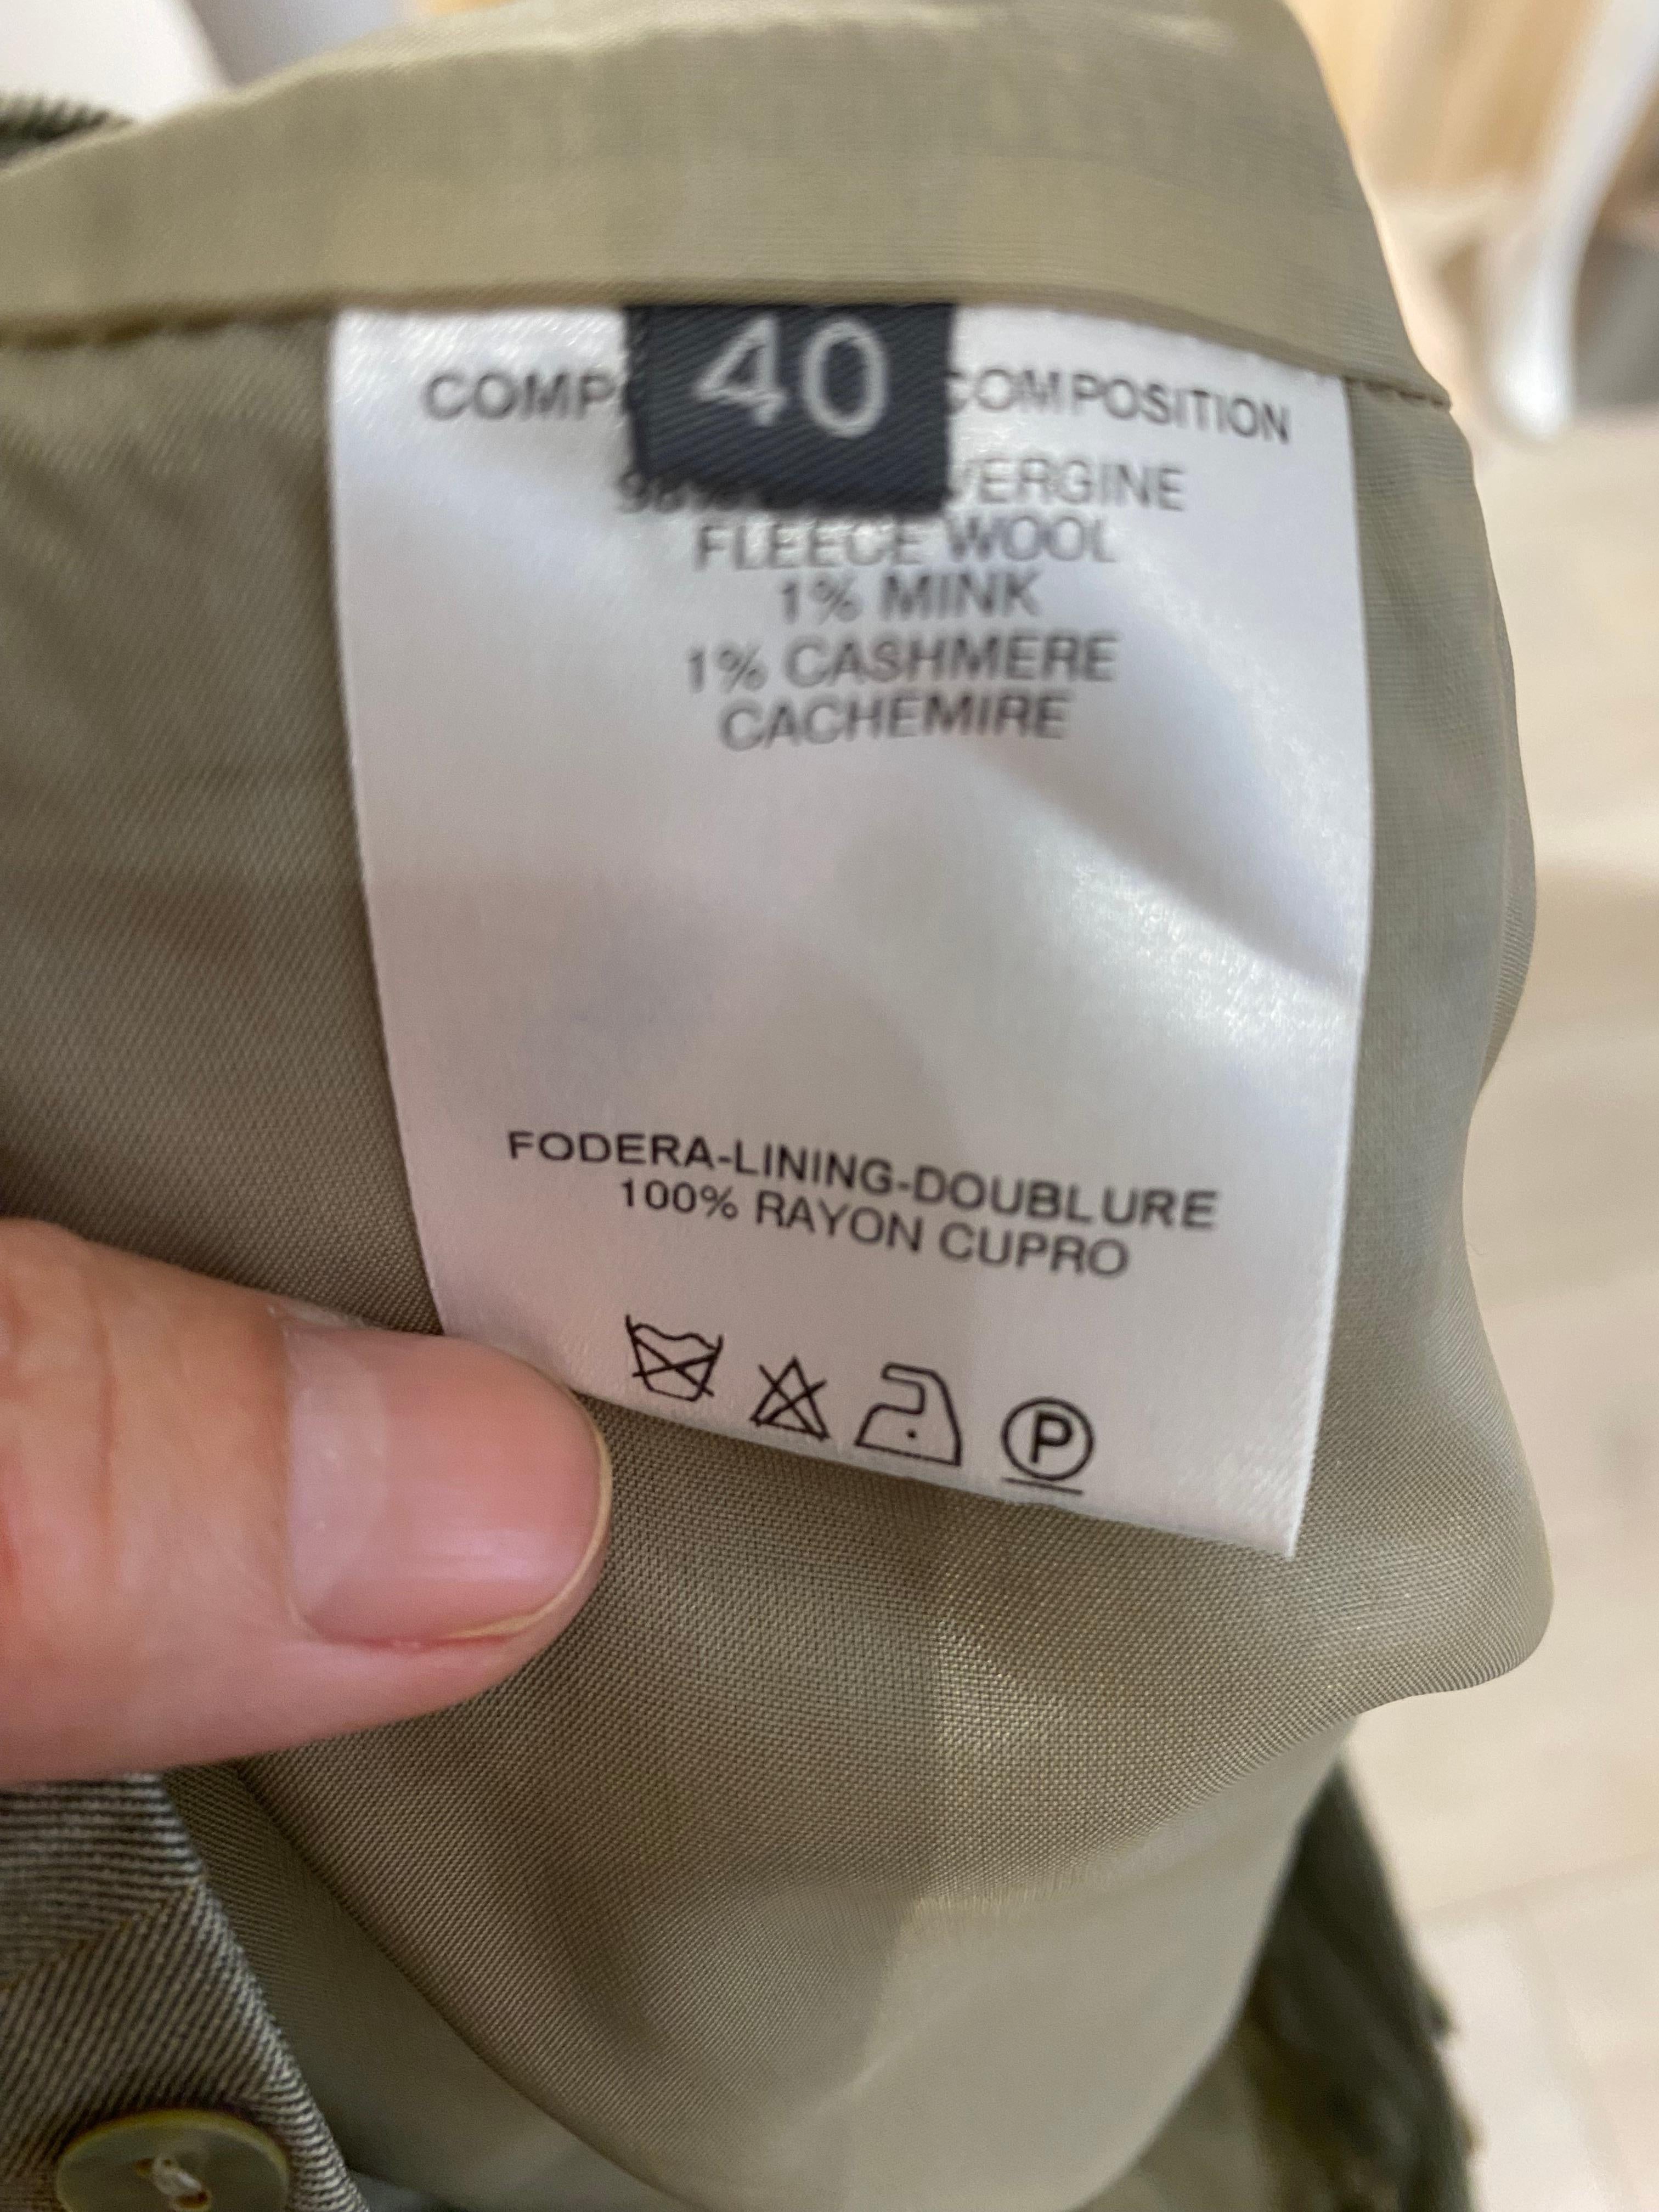 40
COMP COMPOSITION
VERGINE
FLEECE WOOL
1% MINK
1% CASHMERE
CACHEMIRE
FODERA-LINING-DOUBLURE
100% RAYON CUPRO
P